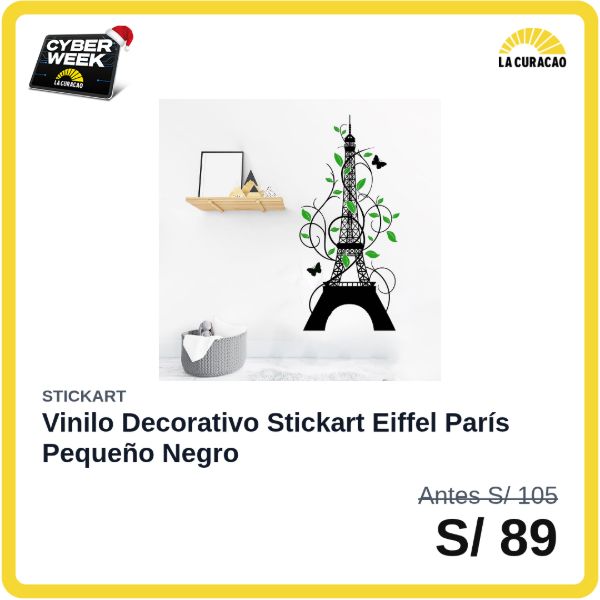 CYBER
WEEK
LA CURACAO
LA CURACAO
STICKART
Vinilo Decorativo Stickart Eiffel París
Pequeño Negro
Antes S/ 105
S/ 89